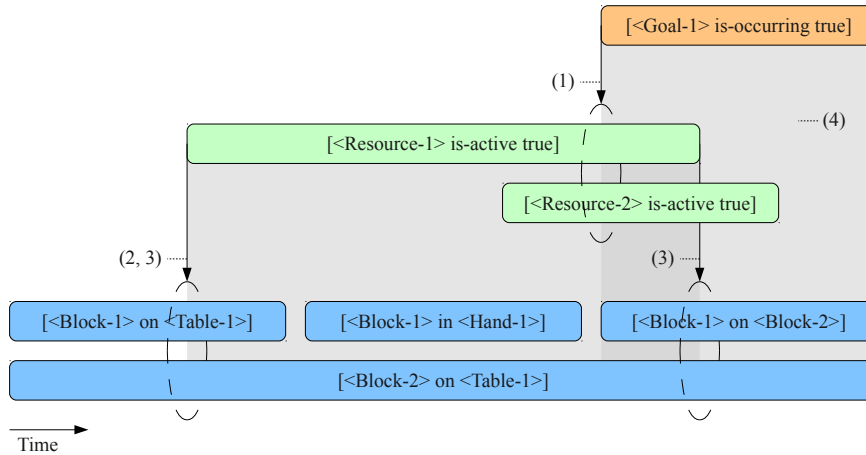 [<Goal-1> is-occurring true]
(1)
(4)
[<Resource-1> is-active true]
[<Resource-2> is-active true]
(2, 3)
(3)
[<Block-1> on <Table-1>]
[<Block-1> in <Hand-1>]
[<Block-1> on <Block-2>]
[<Block-2> on <Table-1>]
Time